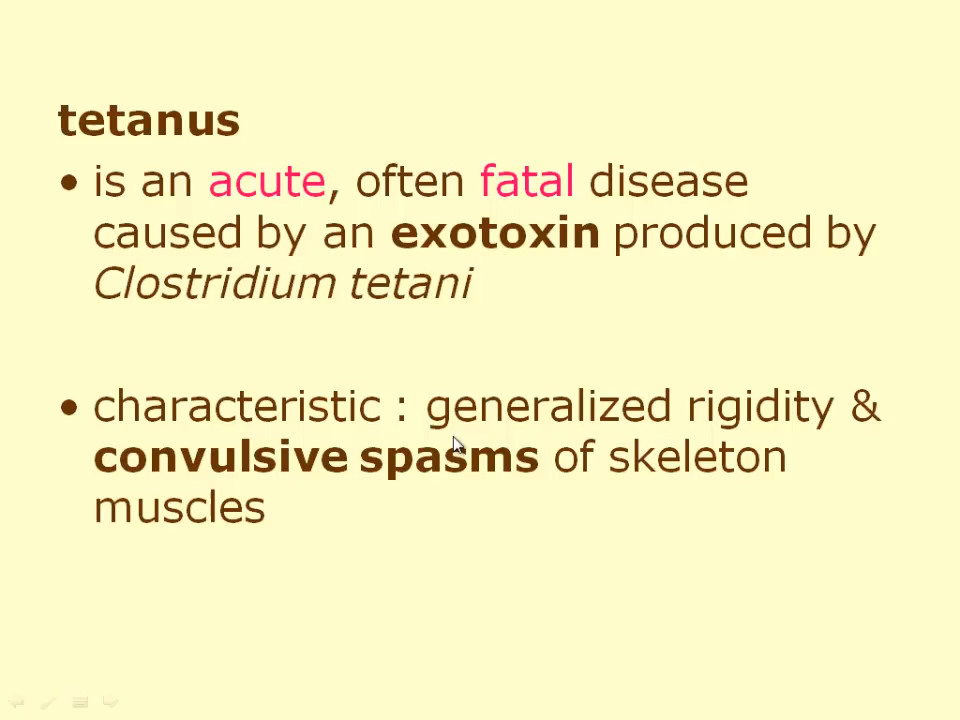 tetanus
• is an acute, often fatal disease
caused by an exotoxin produced by
Clostridium tetani
• characteristic : generalized rigidity &
convulsive spasms of skeleton
muscles